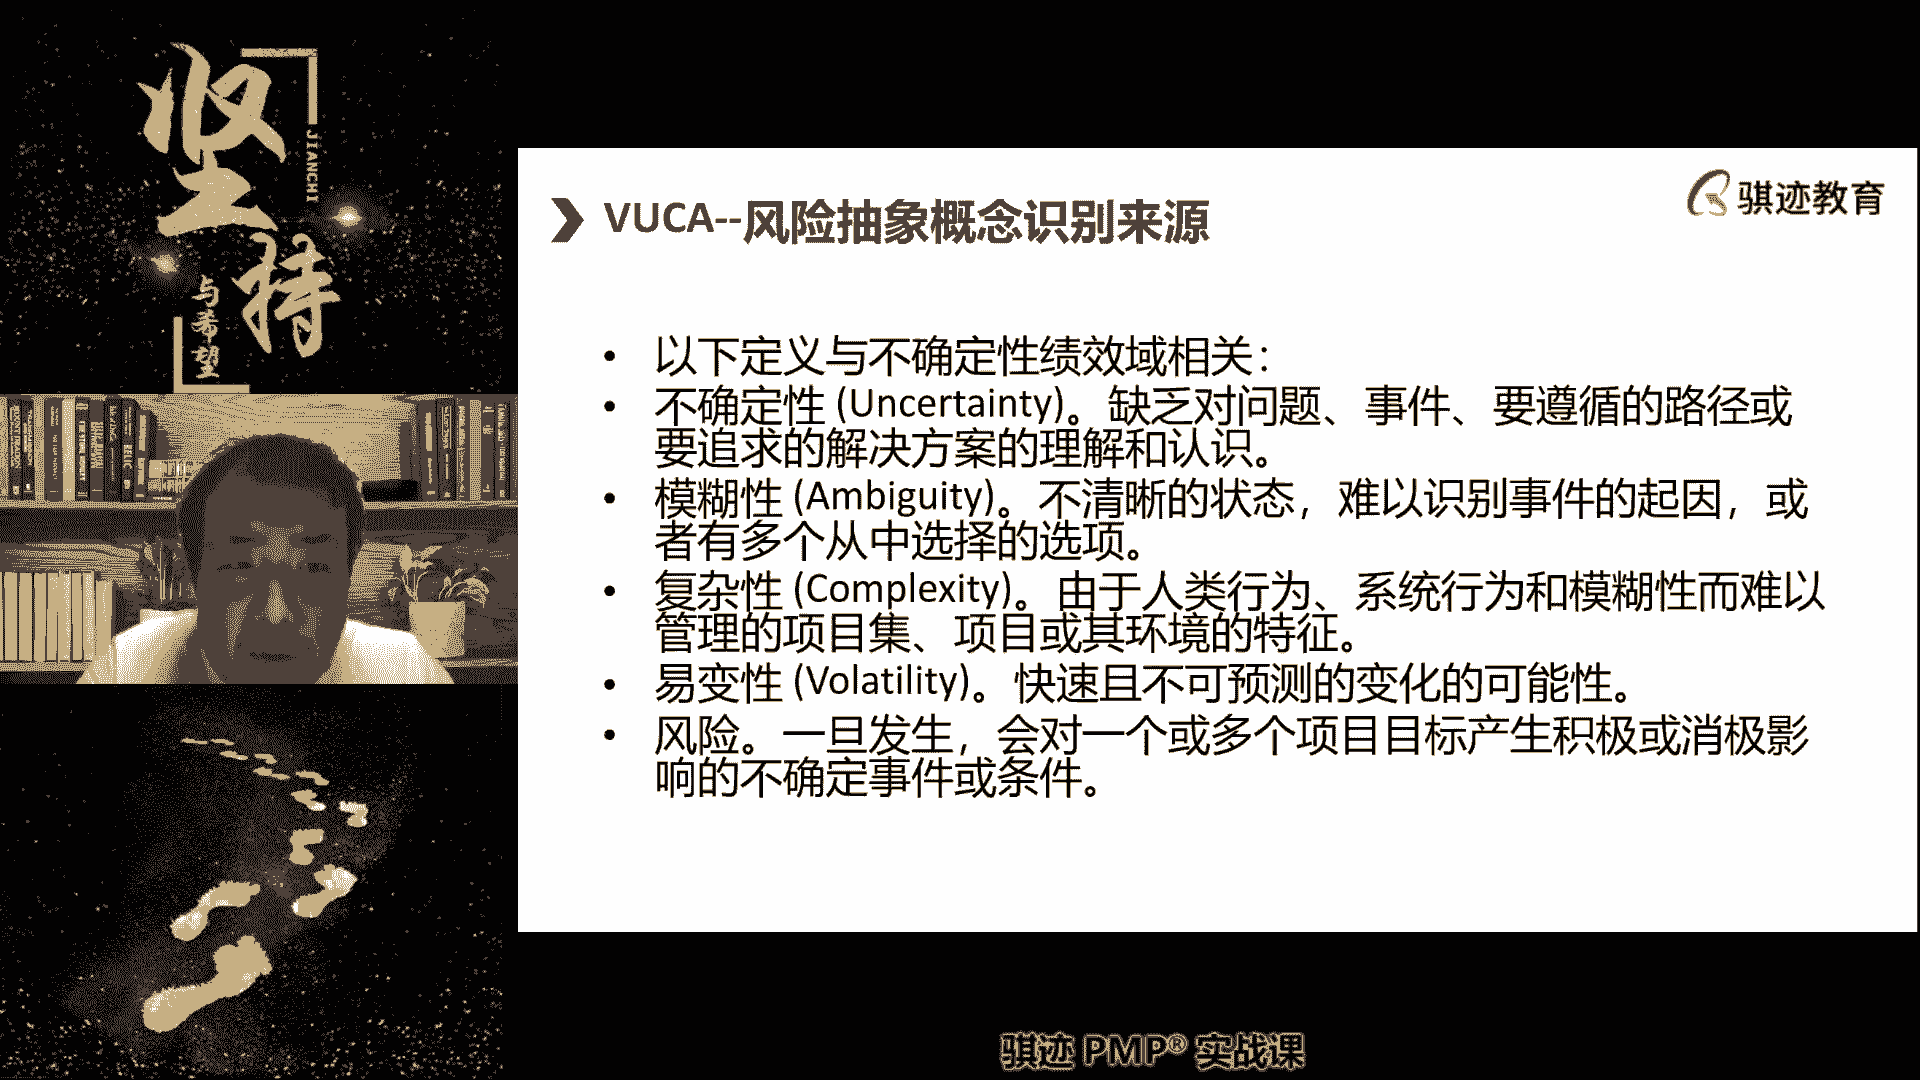 坚持
JIANCHI
与希望
骐迹教育
VUCA--风险抽象概念识别来源
• 以下定义与不确定性绩效域相关：
• 不确定性 (Uncertainty)。缺乏对问题、事件、要遵循的路径或
要追求的解决方案的理解和认识。
• 模糊性 (Ambiguity)。不清晰的状态，难以识别事件的起因，或
者有多个从中选择的选项。
• 复杂性 (Complexity)。由于人类行为、系统行为和模糊性而难以
管理的项目集、项目或其环境的特征。
• 易变性 (Volatility)。快速且不可预测的变化的可能性。
• 风险。一旦发生，会对一个或多个项目目标产生积极或消极影
响的不确定事件或条件。
骐迹 PMP® 实战课